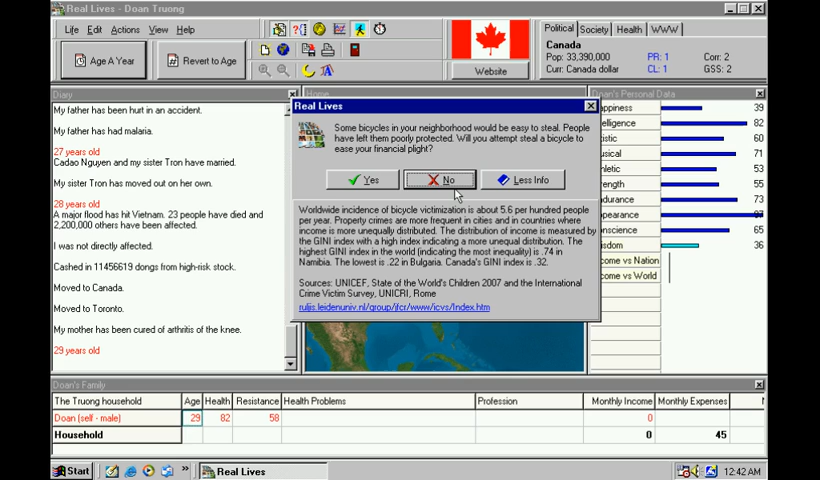 Real Lives - Doan Truong
Life Edit Actions View Help
Age A Year
Revert to Age
Website
Political Society Health WWW
Canada
Pop: 33,390,000 PR: 1 Corr: 2
Curr: Canada dollar CL: 1 GSS: 2
Diary
My father has been hurt in an accident.
My father has had malaria.
27 years old
Cadao Nguyen and my sister Tron have married.
My sister Tron has moved out on her own.
28 years old
A major flood has hit Vietnam. 23 people have died and
2,200,000 others have been affected.
I was not directly affected.
Cashed in 11456619 dongs from high-risk stock.
Moved to Canada.
Moved to Toronto.
My mother has been cured of arthritis of the knee.
29 years old
Home
Real Lives
Some bicycles in your neighborhood would be easy to steal. People
have left them poorly protected. Will you attempt steal a bicycle to
ease your financial plight?
Yes
No
Less Info
Worldwide incidence of bicycle victimization is about 5.6 per hundred people
per year. Property crimes are more frequent in cities and in countries where
income is more unequally distributed. The distribution of income is measured by
the GINI index with a high index indicating a more unequal distribution. The
highest GINI index in the world (indicating the most inequality) is .74 in
Namibia. The lowest is .22 in Bulgaria. Canada's GINI index is .32.
Sources: UNICEF, State of the World's Children 2007 and the International
Crime Victim Survey, UNICRI, Rome
ruljis.leidenuniv.nl/group/jfcr/www/icvs/Index.htm
Doan's Personal Data
appiness 39
elligence 82
istic 60
usical 71
letic 53
rength 55
durance 73
pearance 87
nscience 65
isdom 36
ome vs Nation
ome vs World
Doan's Family
The Truong household Age Health Resistance Health Problems Profession Monthly Income Monthly Expenses
Doan (self - male) 29 82 58 0
Household 0 45
Start
»
Real Lives
12:42 AM